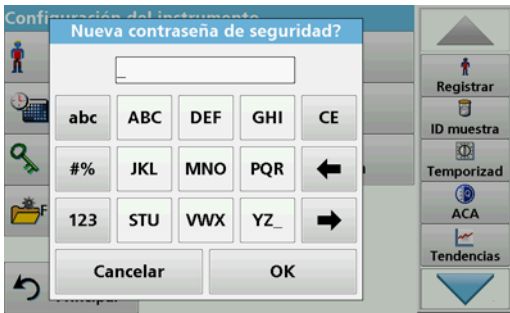 Configuración del instrumento
Nueva contraseña de seguridad?
_
abc ABC DEF GHI CE
#% JKL MNO PQR
123 STU VWX YZ_
Cancelar OK
F
Principal
Registrar
ID muestra
Temporizad
ACA
Tendencias